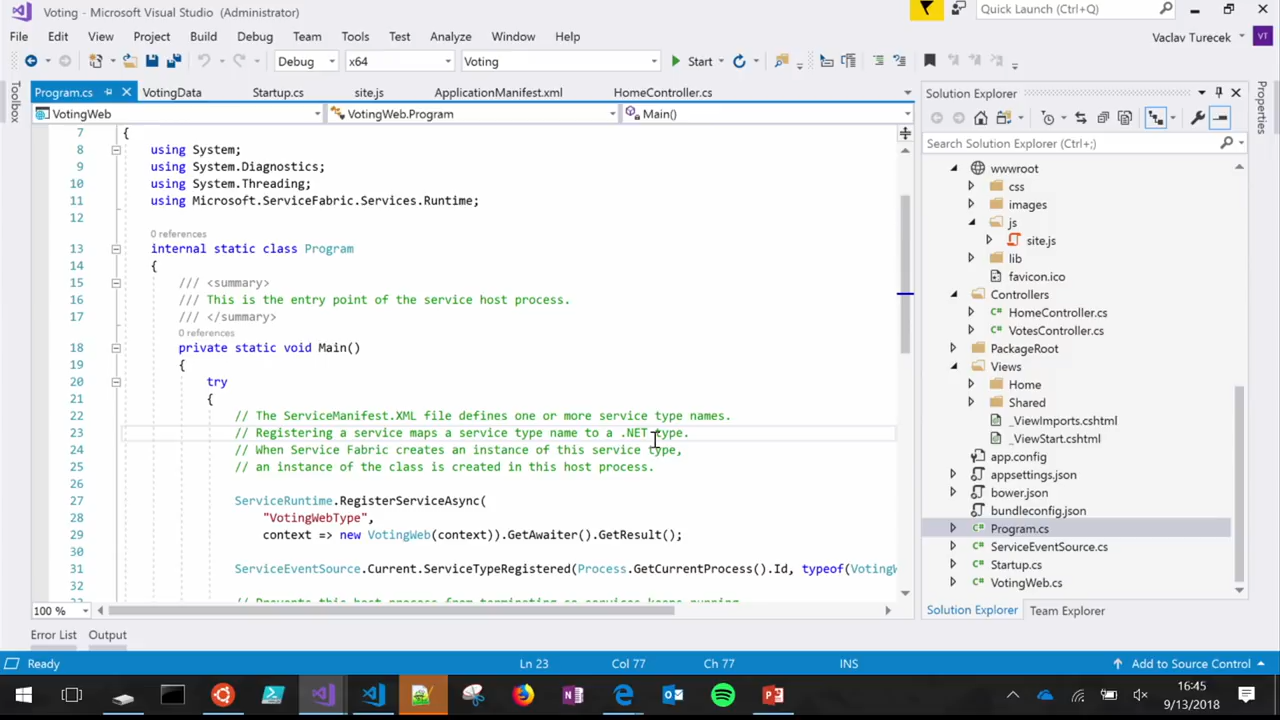 Voting - Microsoft Visual Studio (Administrator)
Quick Launch (Ctrl+Q)
File Edit View Project Build Debug Team Tools Test Analyze Window Help
Vaclav Turecek VT
Debug x64 Voting Start
Toolbox
Program.cs VotingData Startup.cs site.js ApplicationManifest.xml HomeController.cs
VotingWeb VotingWeb.Program Main()
7 {
8 using System;
9 using System.Diagnostics;
10 using System.Threading;
11 using Microsoft.ServiceFabric.Services.Runtime;
12
0 references
13 internal static class Program
14 {
15 /// <summary>
16 /// This is the entry point of the service host process.
17 /// </summary>
0 references
18 private static void Main()
19 {
20 try
21 {
22 // The ServiceManifest.XML file defines one or more service type names.
23 // Registering a service maps a service type name to a .NET type.
24 // When Service Fabric creates an instance of this service type,
25 // an instance of the class is created in this host process.
26
27 ServiceRuntime.RegisterServiceAsync(
28 "VotingWebType",
29 context => new VotingWeb(context)).GetAwaiter().GetResult();
30
31 ServiceEventSource.Current.ServiceTypeRegistered(Process.GetCurrentProcess().Id, typeof(VotingW
32
100 %
Solution Explorer
Search Solution Explorer (Ctrl+;)
wwwroot
css
images
js
site.js
lib
favicon.ico
Controllers
HomeController.cs
VotesController.cs
PackageRoot
Views
Home
Shared
_ViewImports.cshtml
_ViewStart.cshtml
app.config
appsettings.json
bower.json
bundleconfig.json
Program.cs
ServiceEventSource.cs
Startup.cs
VotingWeb.cs
Solution Explorer Team Explorer
Properties
Error List Output
Ready Ln 23 Col 77 Ch 77 INS Add to Source Control
16:45
9/13/2018